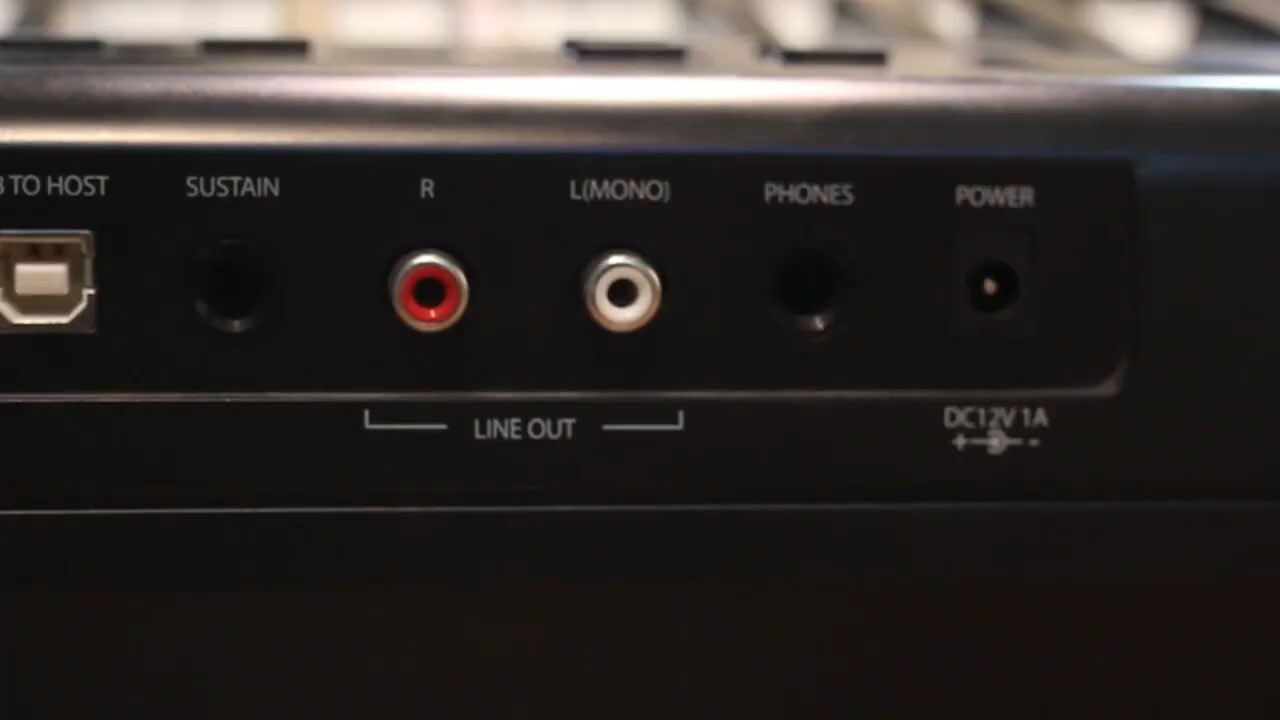 TO HOST
SUSTAIN
R
L(MONO)
PHONES
POWER
LINE OUT
DC12V 1A